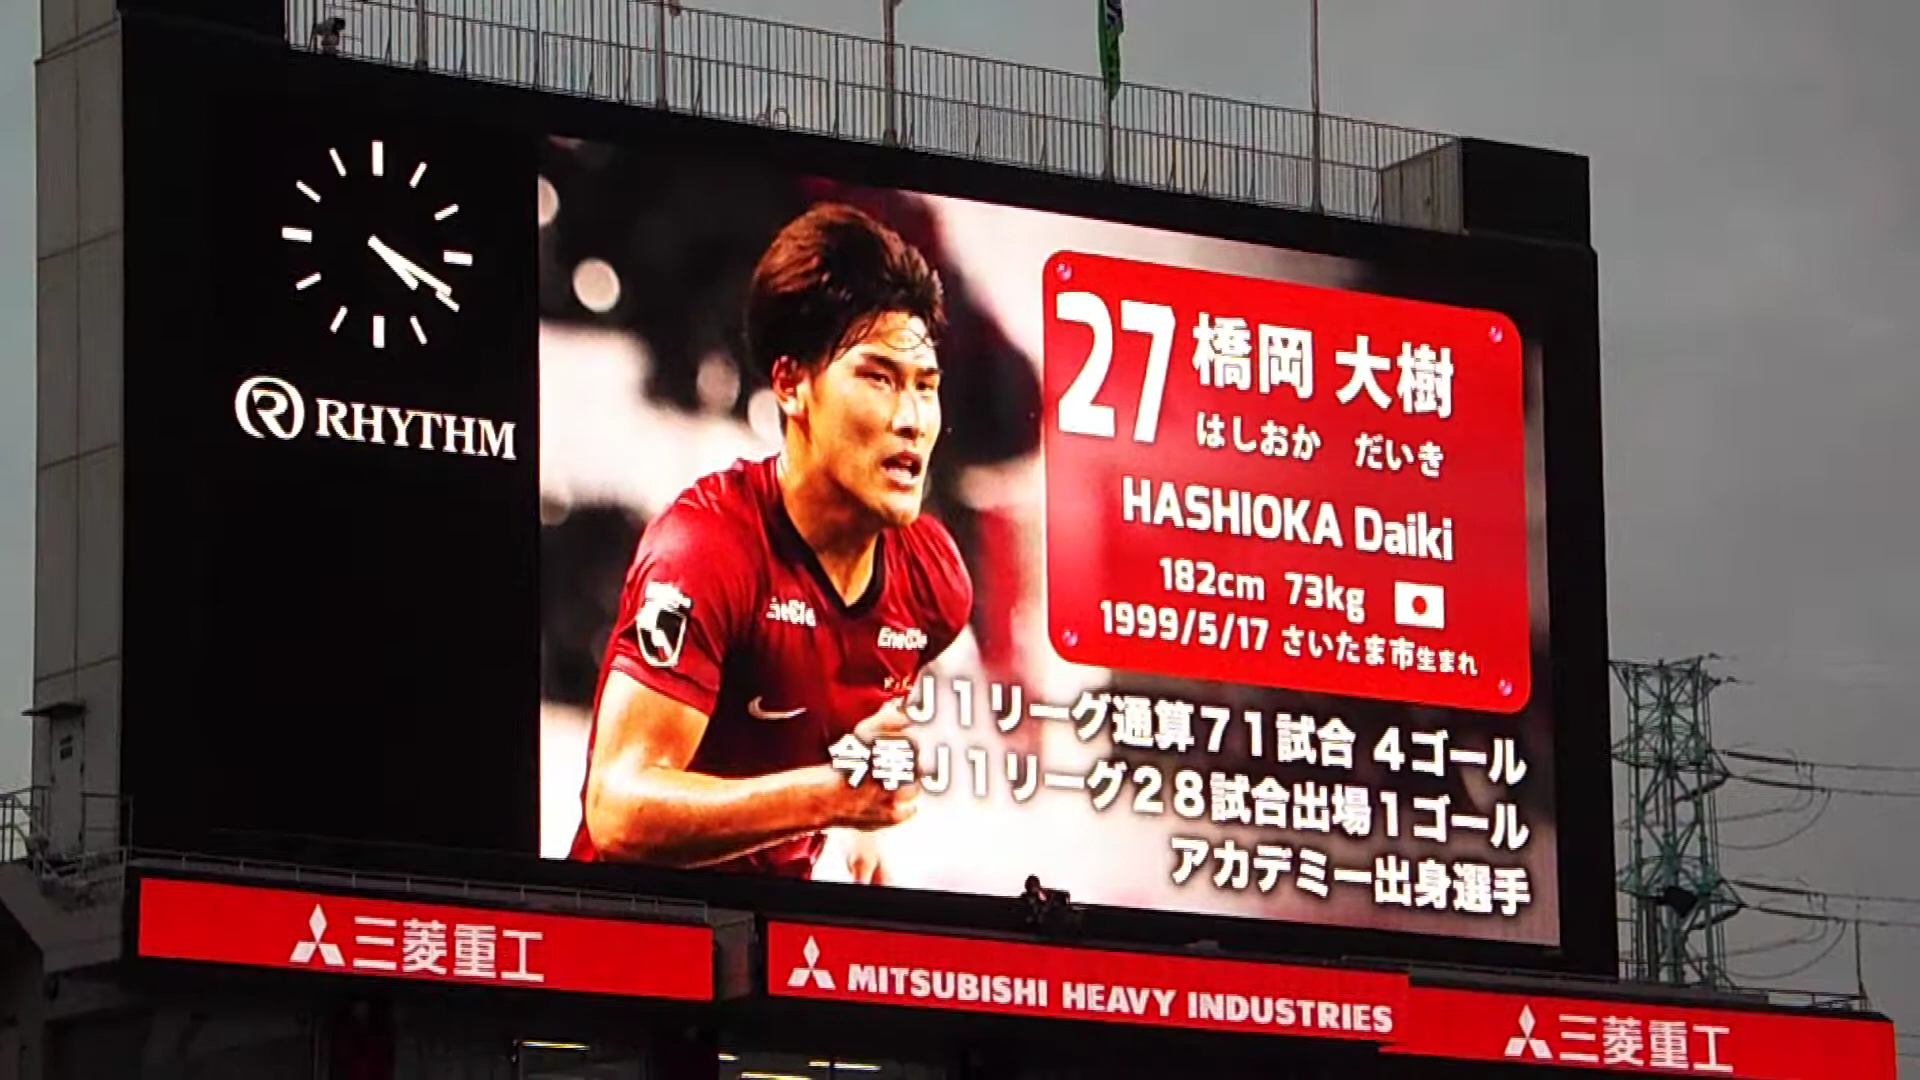 RHYTHM
27 橋岡 大樹
はしおか だいき
HASHIOKA Daiki
182cm 73kg
1999/5/17 さいたま市生まれ
EneCle
J1リーグ通算71試合 4ゴール
今季J1リーグ28試合出場1ゴール
アカデミー出身選手
三菱重工
MITSUBISHI HEAVY INDUSTRIES
三菱重工